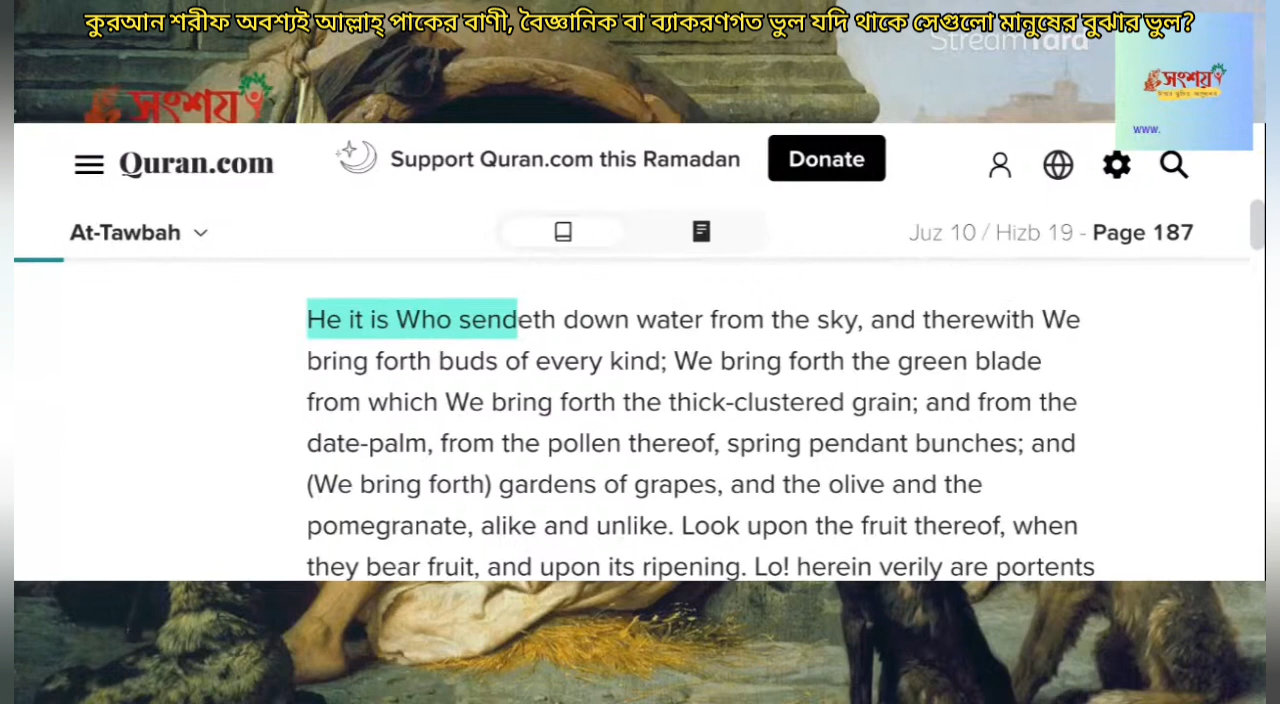 কুরআন শরীফ অবশ্যই আল্লাহ্ পাকের বাণী, বৈজ্ঞানিক বা ব্যাকরণগত ভুল যদি থাকে সেগুলো মানুষের বুঝার ভুল?
StreamYard
সংশয়
সংশয়
www.
Quran.com
Support Quran.com this Ramadan
Donate
At-Tawbah
Juz 10 / Hizb 19 - Page 187
He it is Who sendeth down water from the sky, and therewith We
bring forth buds of every kind; We bring forth the green blade
from which We bring forth the thick-clustered grain; and from the
date-palm, from the pollen thereof, spring pendant bunches; and
(We bring forth) gardens of grapes, and the olive and the
pomegranate, alike and unlike. Look upon the fruit thereof, when
they bear fruit, and upon its ripening. Lo! herein verily are portents